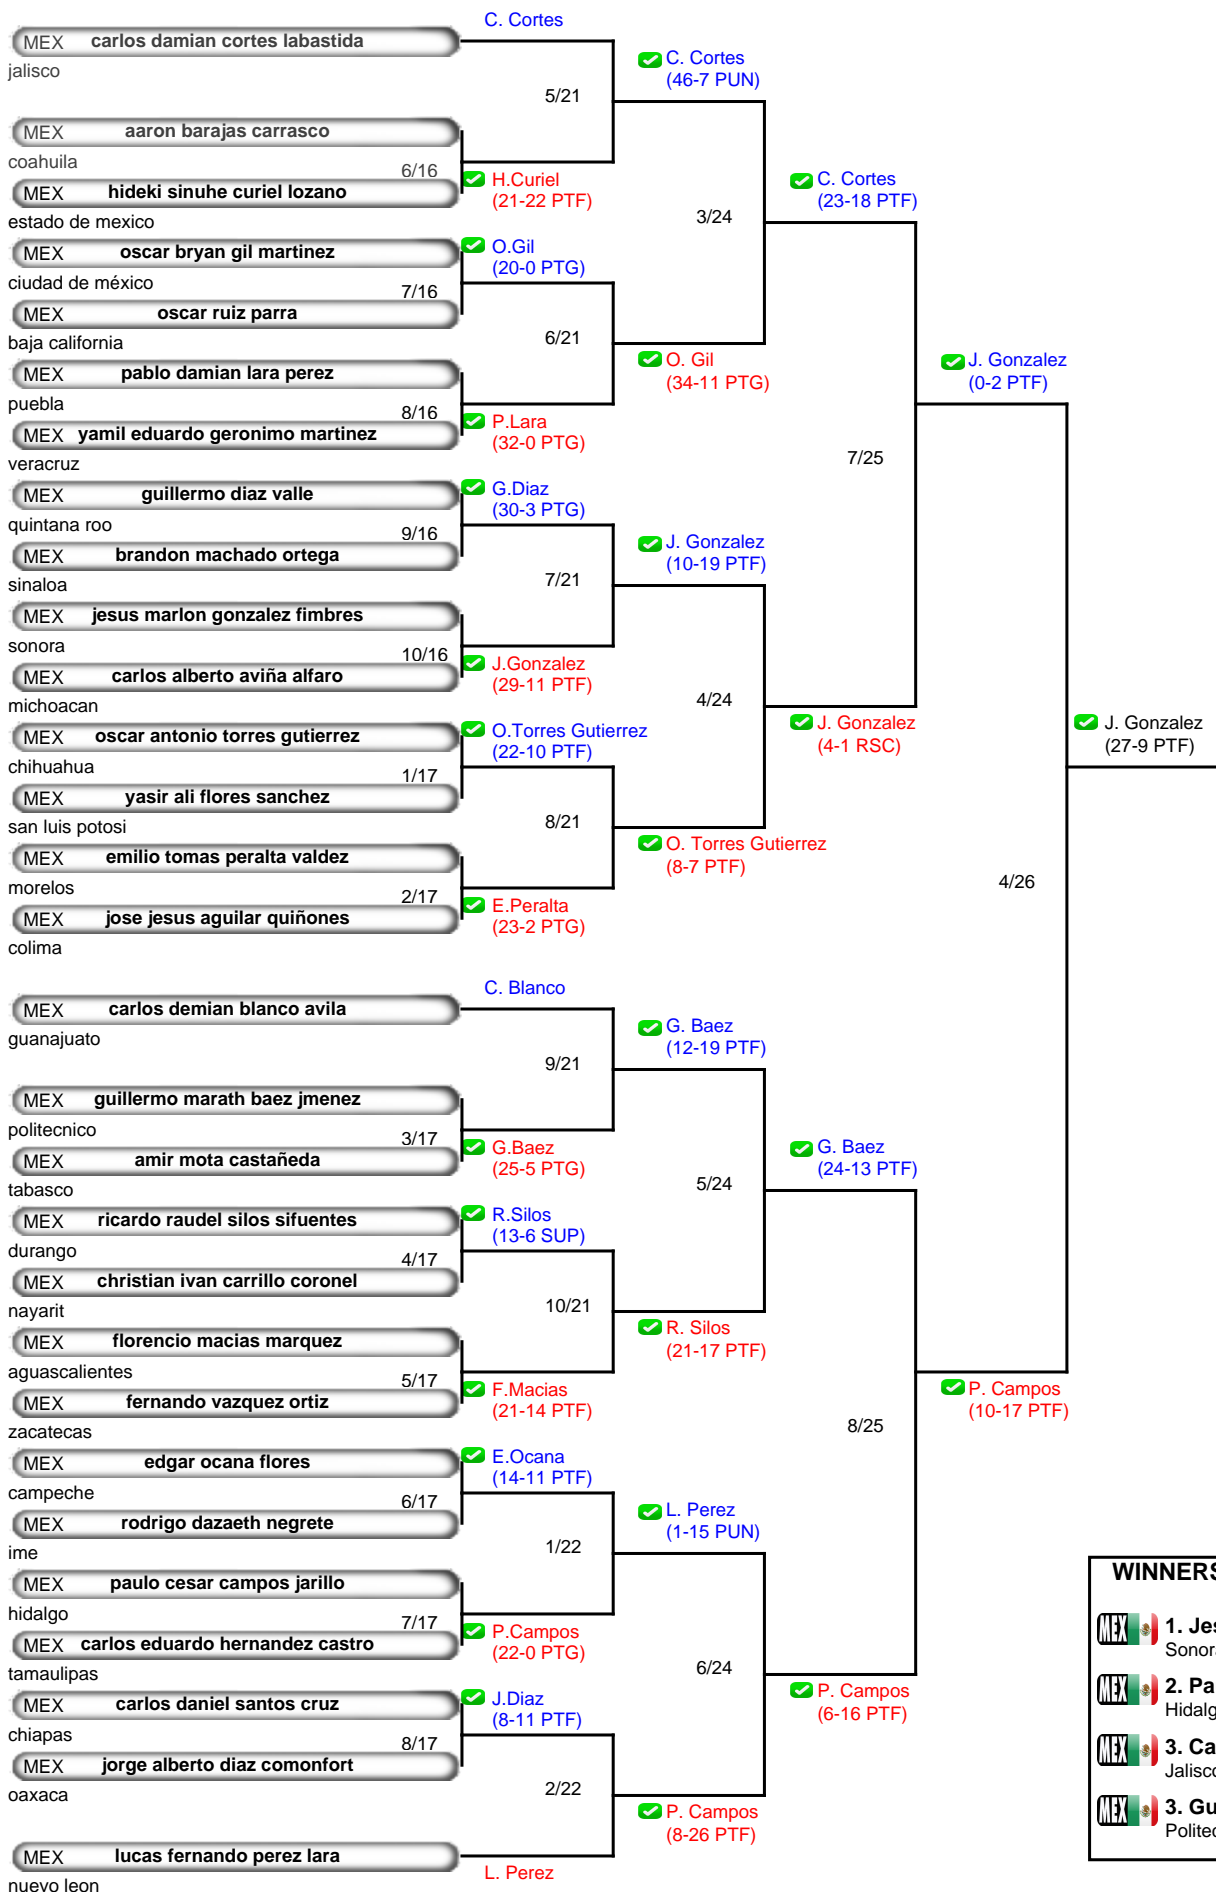 C. Cortes
MEX carlos damian cortes labastida
jalisco
C. Cortes
(46-7 PUN)
5/21
MEX aaron barajas carrasco
coahuila
6/16
MEX hideki sinuhe curiel lozano
estado de mexico
H.Curiel
(21-22 PTF)
C. Cortes
(23-18 PTF)
3/24
MEX oscar bryan gil martinez
ciudad de méxico
O.Gil
(20-0 PTG)
7/16
MEX oscar ruiz parra
baja california
6/21
O. Gil
(34-11 PTG)
J. Gonzalez
(0-2 PTF)
MEX pablo damian lara perez
puebla
8/16
P.Lara
(32-0 PTG)
MEX yamil eduardo geronimo martinez
veracruz
7/25
MEX guillermo diaz valle
quintana roo
G.Diaz
(30-3 PTG)
9/16
MEX brandon machado ortega
sinaloa
J. Gonzalez
(10-19 PTF)
7/21
MEX jesus marlon gonzalez fimbres
sonora
10/16
J.Gonzalez
(29-11 PTF)
MEX carlos alberto aviña alfaro
michoacan
4/24
J. Gonzalez
(4-1 RSC)
J. Gonzalez
(27-9 PTF)
MEX oscar antonio torres gutierrez
chihuahua
O.Torres Gutierrez
(22-10 PTF)
1/17
MEX yasir ali flores sanchez
san luis potosi
8/21
O. Torres Gutierrez
(8-7 PTF)
MEX emilio tomas peralta valdez
morelos
2/17
E.Peralta
(23-2 PTG)
MEX jose jesus aguilar quiñones
colima
4/26
C. Blanco
MEX carlos demian blanco avila
guanajuato
G. Baez
(12-19 PTF)
9/21
MEX guillermo marath baez jmenez
politecnico
3/17
G.Baez
(25-5 PTG)
MEX amir mota castañeda
tabasco
G. Baez
(24-13 PTF)
5/24
MEX ricardo raudel silos sifuentes
durango
R.Silos
(13-6 SUP)
4/17
MEX christian ivan carrillo coronel
nayarit
10/21
R. Silos
(21-17 PTF)
MEX florencio macias marquez
aguascalientes
5/17
F.Macias
(21-14 PTF)
MEX fernando vazquez ortiz
zacatecas
P. Campos
(10-17 PTF)
8/25
MEX edgar ocana flores
campeche
E.Ocana
(14-11 PTF)
6/17
MEX rodrigo dazaeth negrete
ime
L. Perez
(1-15 PUN)
1/22
MEX paulo cesar campos jarillo
hidalgo
7/17
P.Campos
(22-0 PTG)
MEX carlos eduardo hernandez castro
tamaulipas
6/24
P. Campos
(6-16 PTF)
MEX carlos daniel santos cruz
chiapas
J.Diaz
(8-11 PTF)
8/17
MEX jorge alberto diaz comonfort
oaxaca
2/22
P. Campos
(8-26 PTF)
MEX lucas fernando perez lara
nuevo leon
L. Perez
WINNERS
MEX 1. Jes
Sonora
MEX 2. Pa
Hidalg
MEX 3. Ca
Jalisco
MEX 3. Gu
Politec